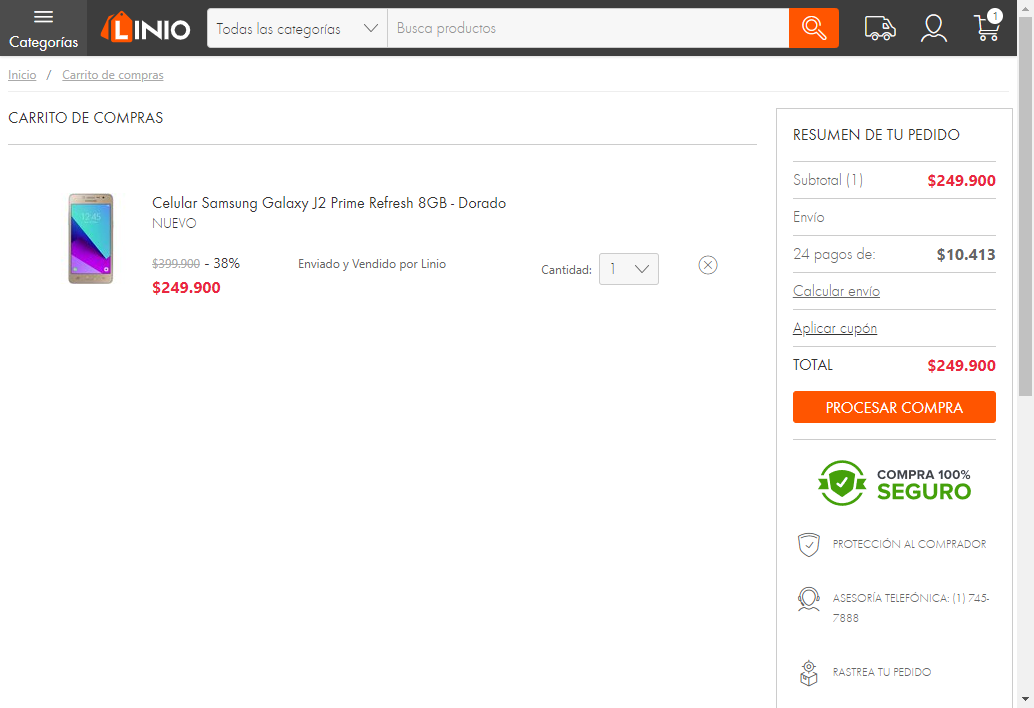 Categorías
LINIO
Todas las categorías
Busca productos
1
Inicio / Carrito de compras
CARRITO DE COMPRAS
Celular Samsung Galaxy J2 Prime Refresh 8GB - Dorado
NUEVO
$399.900 - 38%
$249.900
Enviado y Vendido por Linio
Cantidad: 1
12:45
RESUMEN DE TU PEDIDO
Subtotal (1) $249.900
Envío
24 pagos de: $10.413
Calcular envío
Aplicar cupón
TOTAL $249.900
PROCESAR COMPRA
COMPRA 100%
SEGURO
PROTECCIÓN AL COMPRADOR
ASESORÍA TELEFÓNICA: (1) 745-
7888
RASTREA TU PEDIDO